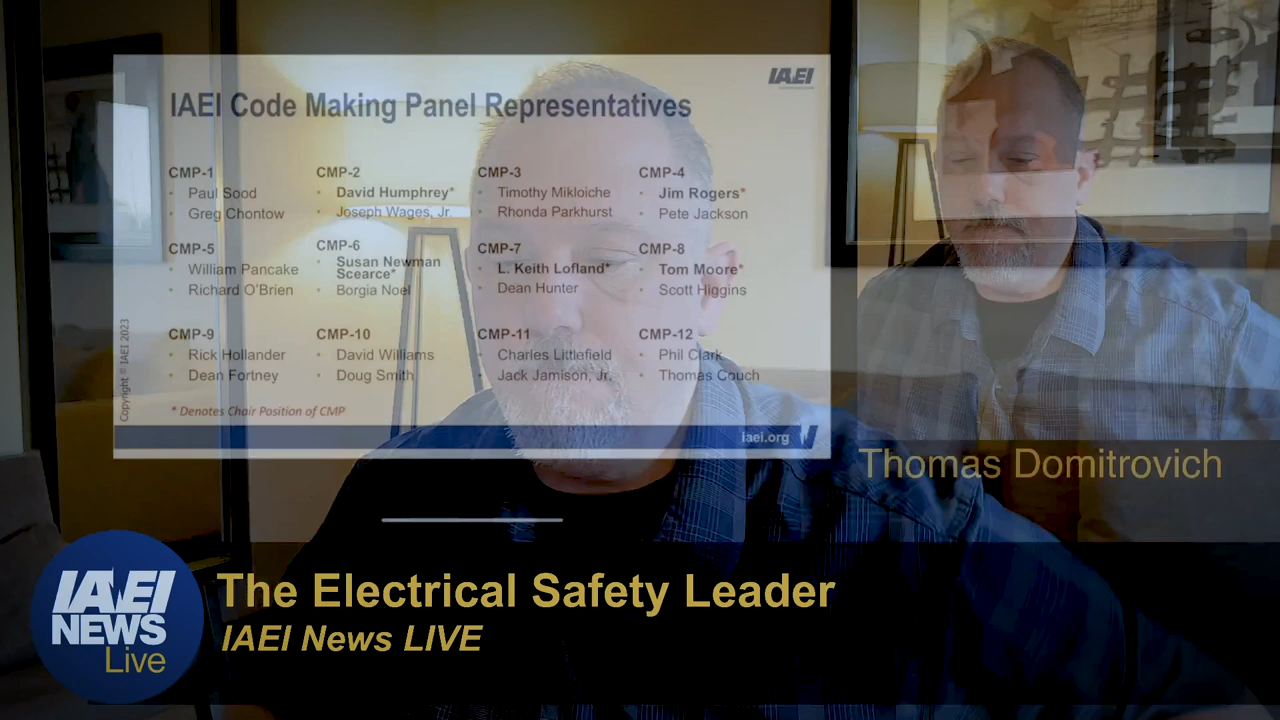 IAEI
IAEI Code Making Panel Representatives
CMP-1
• Paul Sood
• Greg Chontow
CMP-2
• David Humphrey*
• Joseph Wages, Jr.
CMP-3
• Timothy Mikloiche
• Rhonda Parkhurst
CMP-4
• Jim Rogers*
• Pete Jackson
CMP-5
• William Pancake
• Richard O'Brien
CMP-6
• Susan Newman
Scearce*
• Borgia Noel
CMP-7
• L. Keith Lofland*
• Dean Hunter
CMP-8
• Tom Moore*
• Scott Higgins
CMP-9
• Rick Hollander
• Dean Fortney
CMP-10
• David Williams
• Doug Smith
CMP-11
• Charles Littlefield
• Jack Jamison, Jr.
CMP-12
• Phil Clark
• Thomas Couch
* Denotes Chair Position of CMP
Copyright © IAEI 2023
iaei.org
Thomas Domitrovich
IAEI
NEWS
Live
The Electrical Safety Leader
IAEI News LIVE